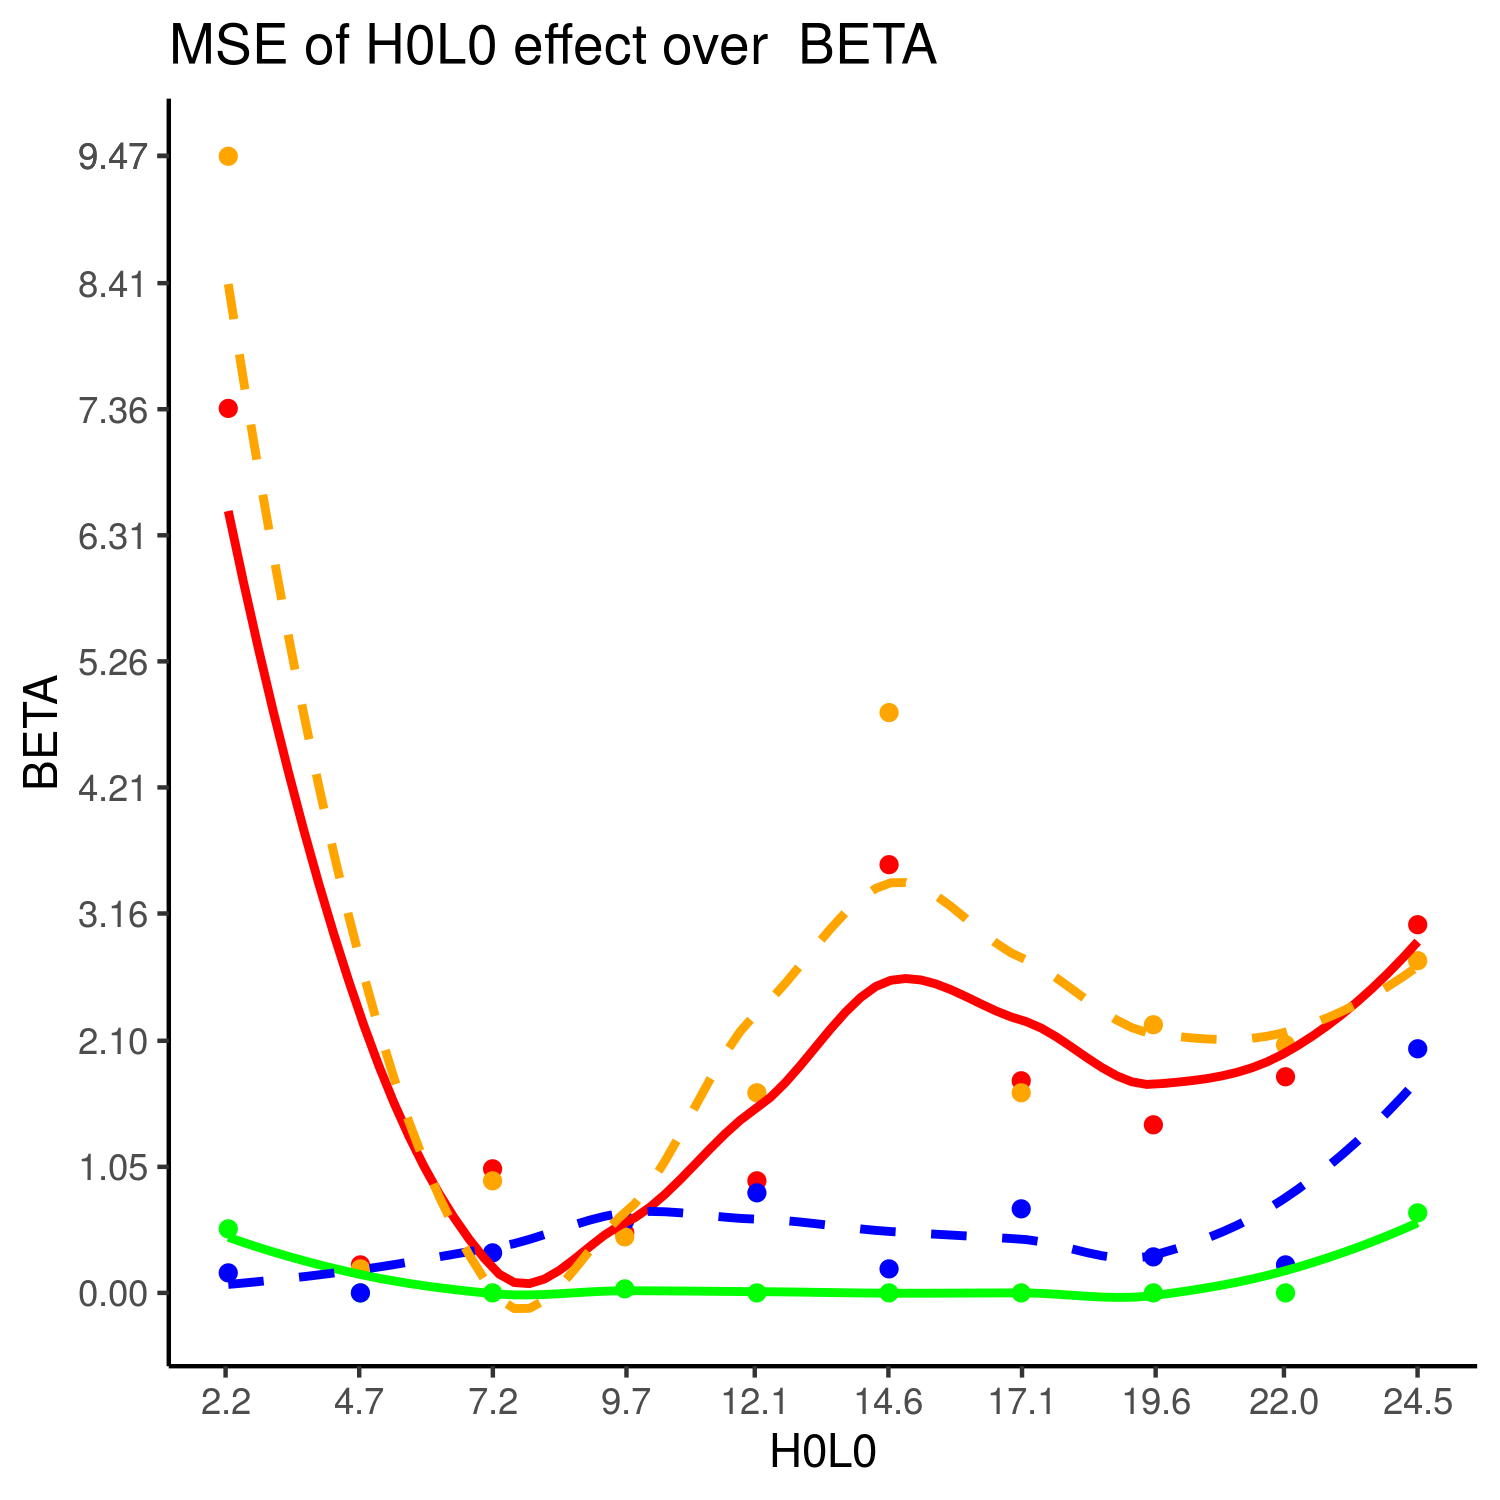 MSE of H0L0 effect over  BETA
9.47
8.41
7.36
6.31
5.26
4.21
3.16
2.10
1.05
0.00
BETA
2.2 4.7 7.2 9.7 12.1 14.6 17.1 19.6 22.0 24.5
H0L0